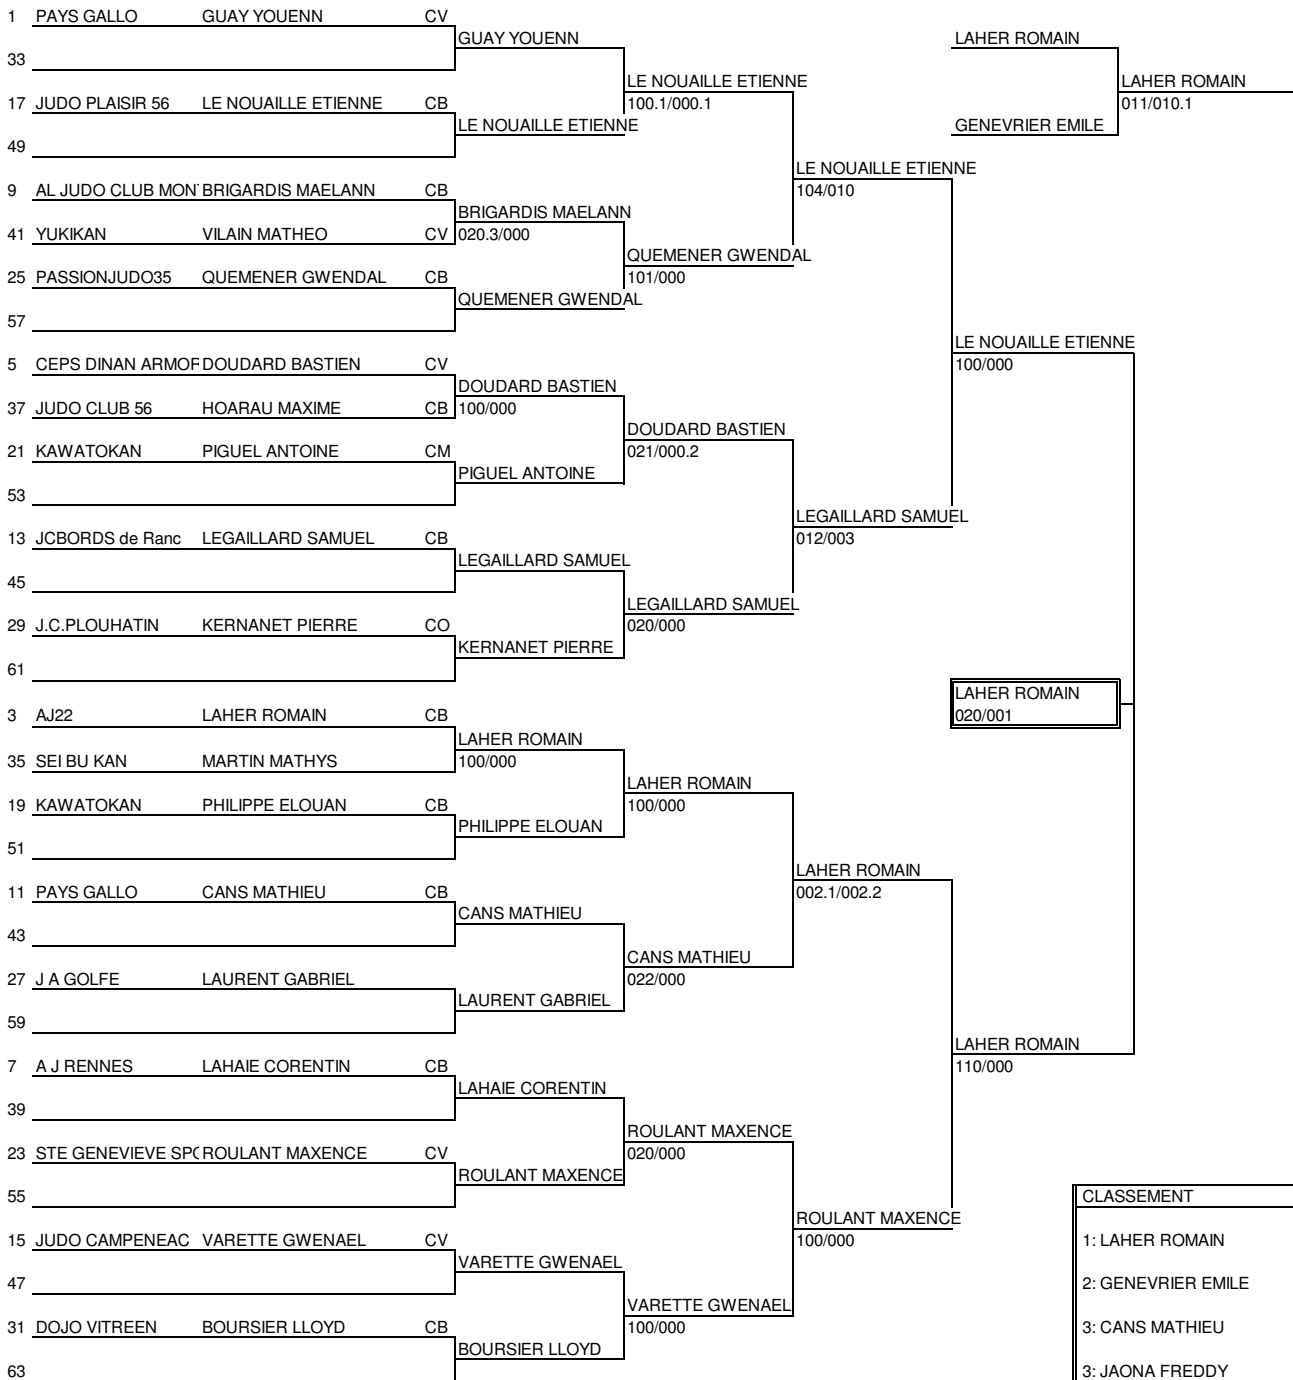 1 PAYS GALLO GUAY YOUENN CV
33
17 JUDO PLAISIR 56 LE NOUAILLE ETIENNE CB
49
9 AL JUDO CLUB MON BRIGARDIS MAELANN CB
41 YUKIKAN VILAIN MATHEO CV
25 PASSIONJUDO35 QUEMENER GWENDAL CB
57
5 CEPS DINAN ARMOR DOUDARD BASTIEN CV
37 JUDO CLUB 56 HOARAU MAXIME CB
21 KAWATOKAN PIGUEL ANTOINE CM
53
13 JCBORDS de Ranc LEGAILLARD SAMUEL CB
45
29 J.C.PLOUHATIN KERNANET PIERRE CO
61
3 AJ22 LAHER ROMAIN CB
35 SEI BU KAN MARTIN MATHYS
19 KAWATOKAN PHILIPPE ELOUAN CB
51
11 PAYS GALLO CANS MATHIEU CB
43
27 J A GOLFE LAURENT GABRIEL
59
7 A J RENNES LAHAIE CORENTIN CB
39
23 STE GENEVIEVE SPO ROULANT MAXENCE CV
55
15 JUDO CAMPENEAC VARETTE GWENAEL CV
47
31 DOJO VITREEN BOURSIER LLOYD CB
63
GUAY YOUENN
LE NOUAILLE ETIENNE
BRIGARDIS MAELANN
020.3/000
QUEMENER GWENDAL
DOUDARD BASTIEN
100/000
PIGUEL ANTOINE
LEGAILLARD SAMUEL
KERNANET PIERRE
LAHER ROMAIN
100/000
PHILIPPE ELOUAN
CANS MATHIEU
LAURENT GABRIEL
LAHAIE CORENTIN
ROULANT MAXENCE
VARETTE GWENAEL
BOURSIER LLOYD
LE NOUAILLE ETIENNE
100.1/000.1
QUEMENER GWENDAL
101/000
DOUDARD BASTIEN
021/000.2
LEGAILLARD SAMUEL
020/000
LAHER ROMAIN
100/000
CANS MATHIEU
022/000
ROULANT MAXENCE
020/000
VARETTE GWENAEL
100/000
LE NOUAILLE ETIENNE
104/010
LEGAILLARD SAMUEL
012/003
LAHER ROMAIN
002.1/002.2
ROULANT MAXENCE
100/000
LAHER ROMAIN
GENEVRIER EMILE
LAHER ROMAIN
011/010.1
LE NOUAILLE ETIENNE
100/000
LAHER ROMAIN
020/001
LAHER ROMAIN
110/000
CLASSEMENT
1: LAHER ROMAIN
2: GENEVRIER EMILE
3: CANS MATHIEU
3: JAONA FREDDY